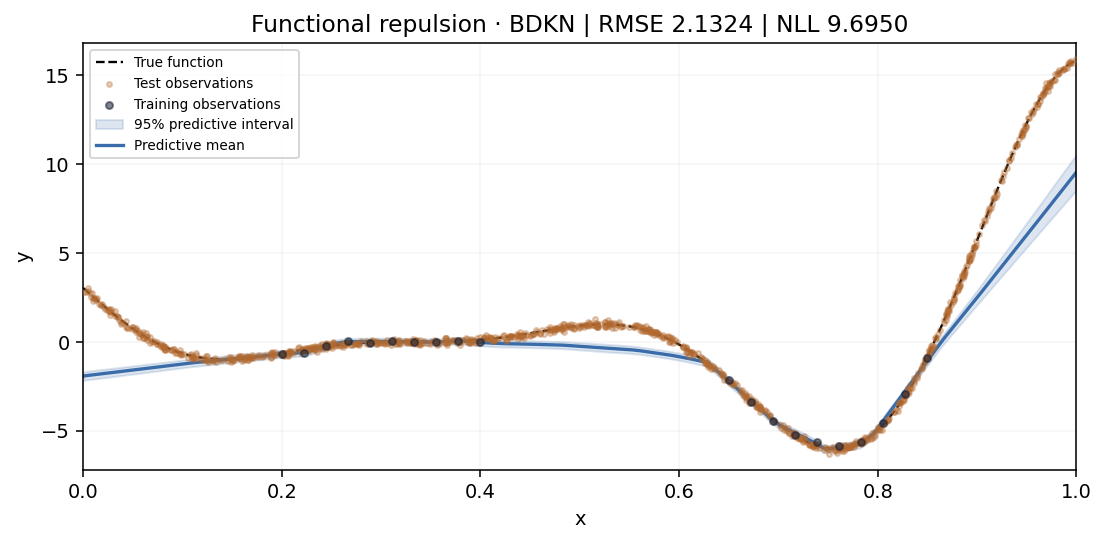 Functional repulsion · BDKN | RMSE 2.1324 | NLL 9.6950
True function
Test observations
Training observations
95% predictive interval
Predictive mean
15
10
5
0
−5
y
0.0 0.2 0.4 0.6 0.8 1.0
x